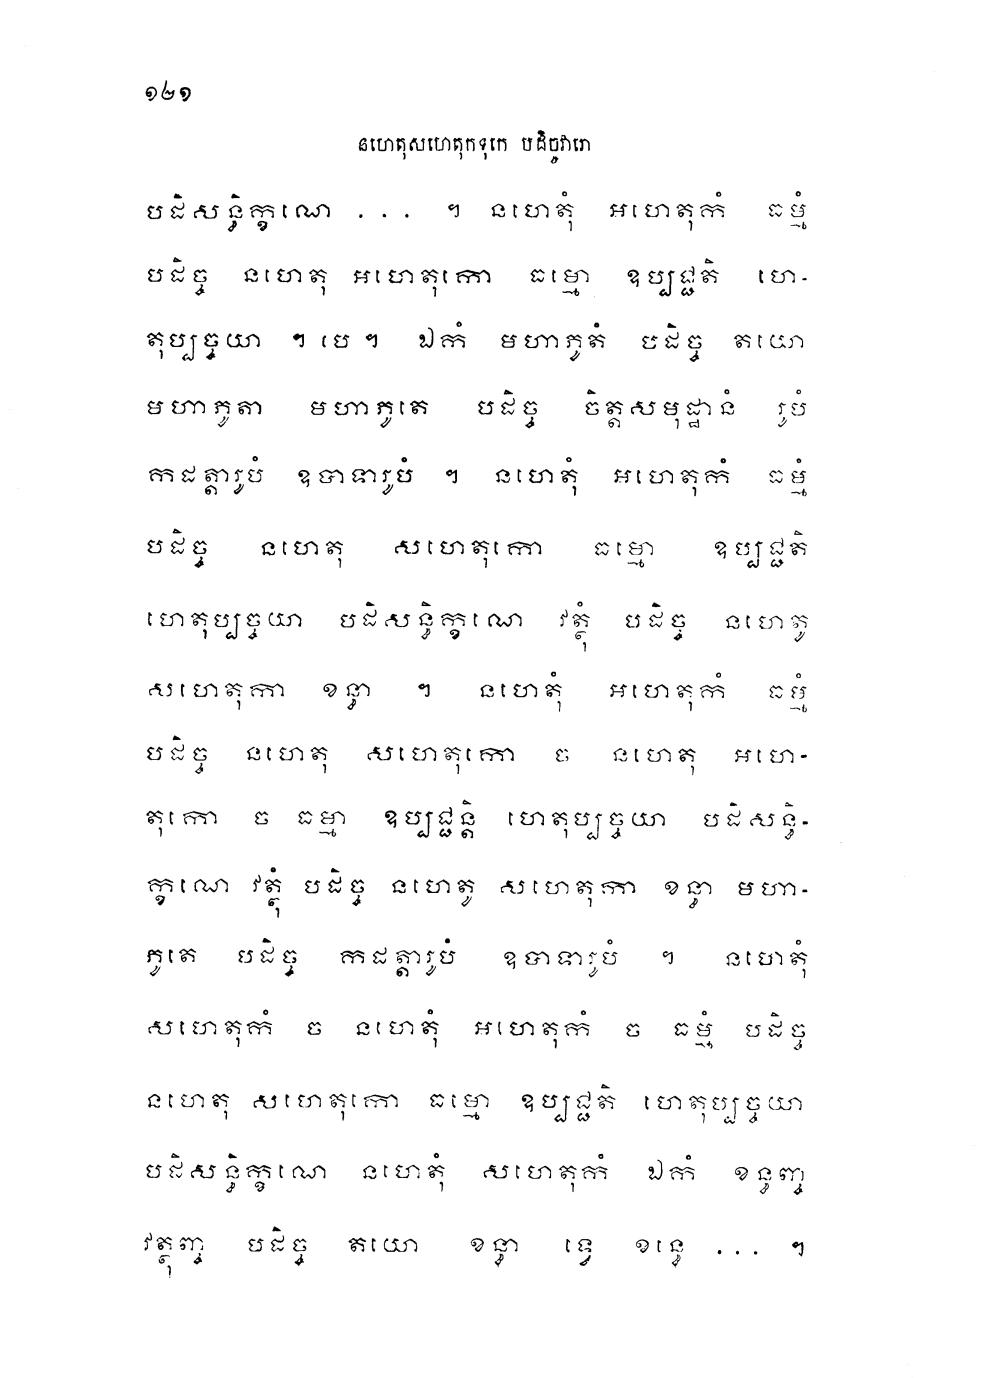 ១២១
នហេតុសហេតុកទុកេ បដិច្ចវារោ
បដិសន្ធិក្ខណេ ... ។ នហេតុំ អហេតុកំ ធម្មំ
បដិច្ច នហេតុ អហេតុកោ ធម្មោ ឧប្បជ្ជតិ ហេ-
តុប្បច្ចយា ។ បេ ។ ឯកំ មហាភូតំ បដិច្ច តយោ
មហាភូតា មហាភូតេ បដិច្ច ចិត្តសមុដ្ឋានំ រូបំ
កដត្តារូបំ ឧបាទារូបំ ។ នហេតុំ អហេតុកំ ធម្មំ
បដិច្ច នហេតុ សហេតុកោ ធម្មោ ឧប្បជ្ជតិ
ហេតុប្បច្ចយា បដិសន្ធិក្ខណេ វត្ថុំ បដិច្ច នហេតូ
សហេតុកា ខន្ធា ។ នហេតុំ អហេតុកំ ធម្មំ
បដិច្ច នហេតុ សហេតុកោ ច នហេតុ អហេ-
តុកោ ច ធម្មា ឧប្បជ្ជន្តិ ហេតុប្បច្ចយា បដិសន្ធិ-
ក្ខណេ វត្ថុំ បដិច្ច នហេតូ សហេតុកា ខន្ធា មហា-
ភូតេ បដិច្ច កដត្តារូបំ ឧបាទារូបំ ។ នហេតុំ
សហេតុកំ ច នហេតុំ អហេតុកំ ច ធម្មំ បដិច្ច
នហេតុ សហេតុកោ ធម្មោ ឧប្បជ្ជតិ ហេតុប្បច្ចយា
បដិសន្ធិក្ខណេ នហេតុំ សហេតុកំ ឯកំ ខន្ធញ្ច
វត្ថុញ្ច បដិច្ច តយោ ខន្ធា ទ្វេ ខន្ធេ ... ។